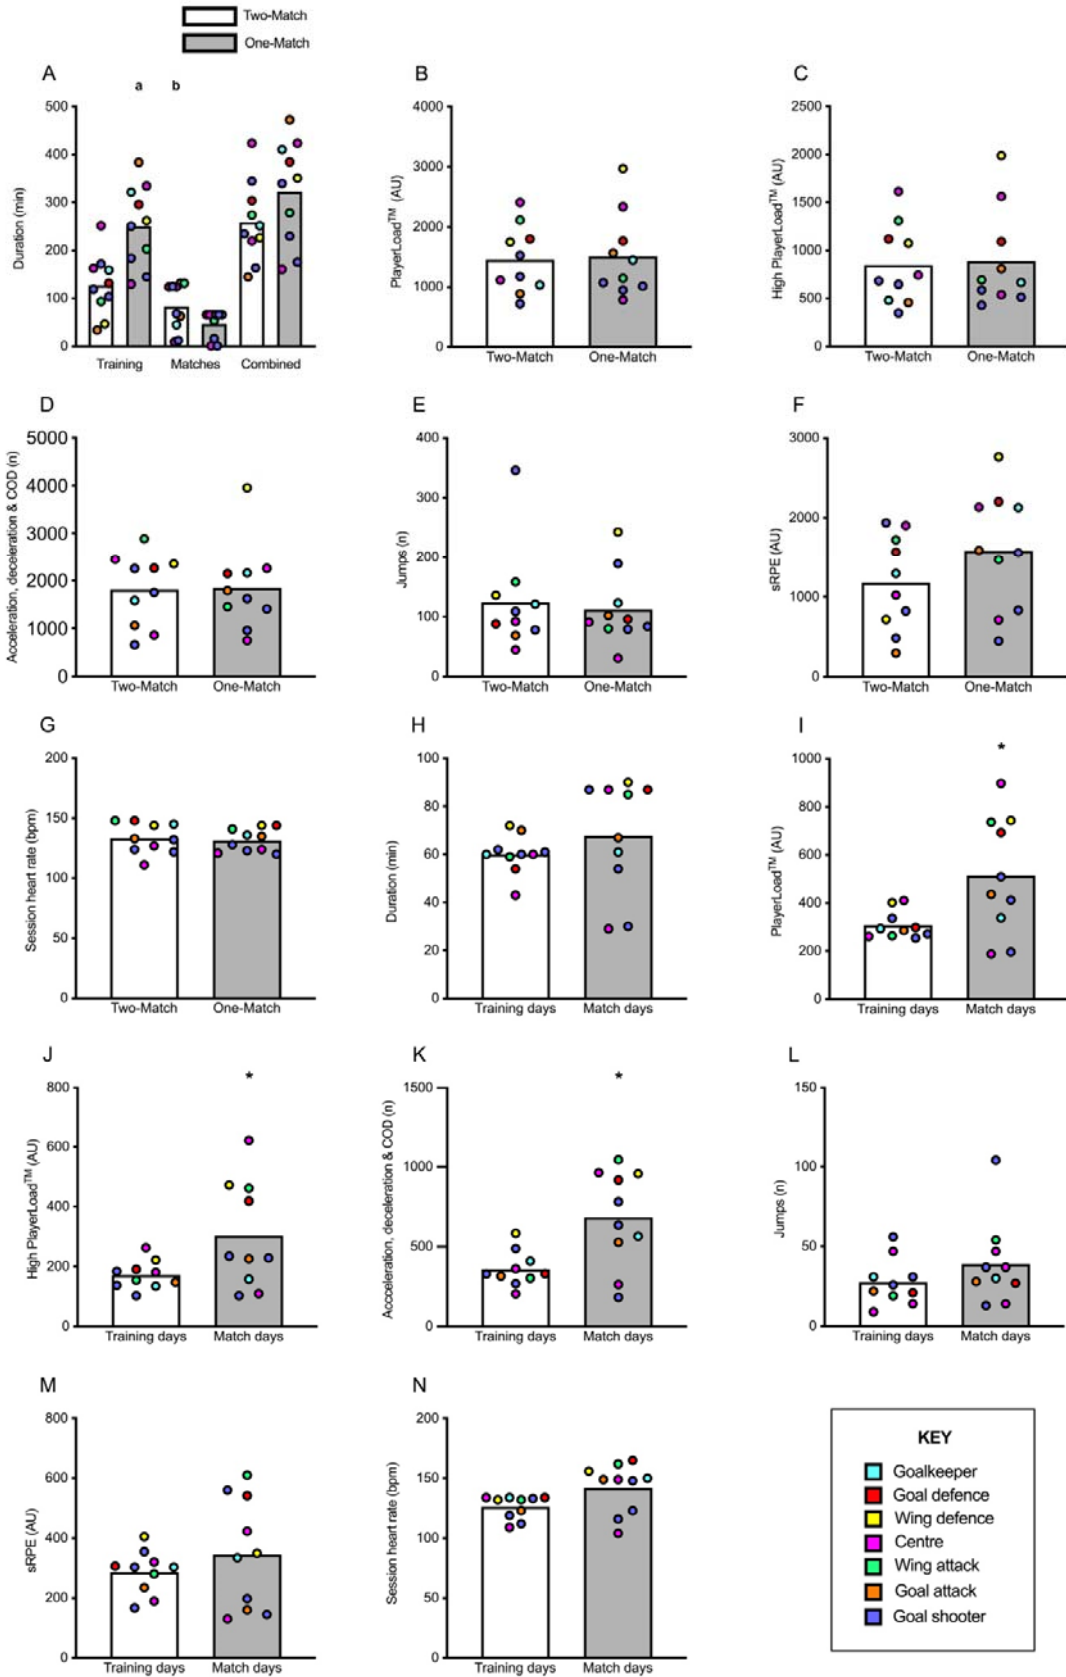 Two-Match
One-Match
A
a b
Duration (min)
500
400
300
200
100
0
Training Matches Combined
B
PlayerLoad™ (AU)
4000
3000
2000
1000
0
Two-Match One-Match
C
High PlayerLoad™ (AU)
2500
2000
1500
1000
500
0
Two-Match One-Match
D
Acceleration, deceleration & COD (n)
5000
4000
3000
2000
1000
0
Two-Match One-Match
E
Jumps (n)
400
300
200
100
0
Two-Match One-Match
F
sRPE (AU)
3000
2000
1000
0
Two-Match One-Match
G
Session heart rate (bpm)
200
150
100
50
0
Two-Match One-Match
H
Duration (min)
100
80
60
40
20
0
Training days Match days
I
*
PlayerLoad™ (AU)
1000
800
600
400
200
0
Training days Match days
J
*
High PlayerLoad™ (AU)
800
600
400
200
0
Training days Match days
K
*
Accceleration, deceleration & COD (n)
1500
1000
500
0
Training days Match days
L
Jumps (n)
150
100
50
0
Training days Match days
M
sRPE (AU)
800
600
400
200
0
Training days Match days
N
Session heart rate (bpm)
200
150
100
50
0
Training days Match days
KEY
Goalkeeper
Goal defence
Wing defence
Centre
Wing attack
Goal attack
Goal shooter